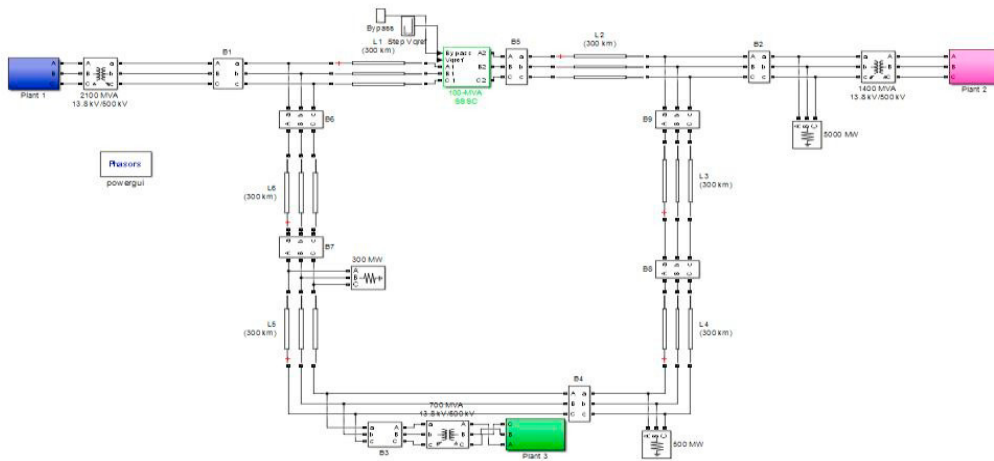 Bypass
Step Vqref
L1
(300 km)
B1
B5
L2
(300 km)
B2
Plant 1
2100 MVA
13.8 kV/500 kV
Bypass
Vqref
A1
B1
C1
A2
B2
C2
100-MVA
1400 MVA
13.8 kV/500 kV
Plant 2
5000 MW
B6
B9
Phasors
powergui
L6
(300 km)
L3
(300 km)
B7
300 MW
L5
(300 km)
L4
(300 km)
B4
700 MVA
13.8 kV/500 kV
B3
Plant 3
500 MW